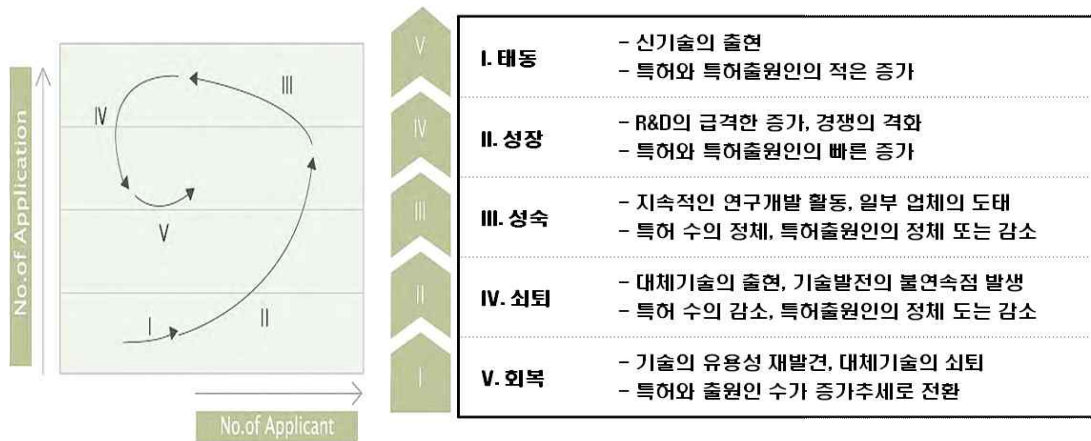 No.of Application
I
II
III
IV
V
No.of Applicant
V
IV
III
II
I
I. 태동
– 신기술의 출현
– 특허와 특허출원인의 적은 증가
II. 성장
– R&D의 급격한 증가, 경쟁의 격화
– 특허와 특허출원인의 빠른 증가
III. 성숙
– 지속적인 연구개발 활동, 일부 업체의 도태
– 특허 수의 정체, 특허출원인의 정체 또는 감소
IV. 쇠퇴
– 대체기술의 출현, 기술발전의 불연속점 발생
– 특허 수의 감소, 특허출원인의 정체 도는 감소
V. 회복
– 기술의 유용성 재발견, 대체기술의 쇠퇴
– 특허와 출원인 수가 증가추세로 전환